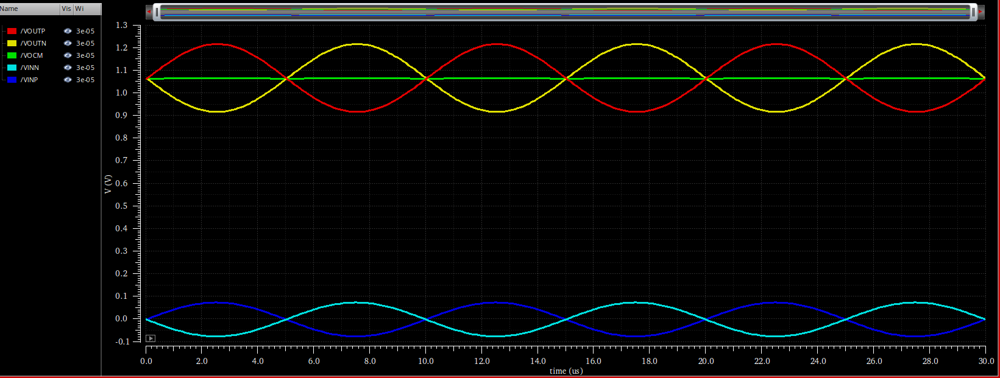 Name Vis Wi
/VOUTP 3e-05
/VOUTN 3e-05
/VOCM 3e-05
/VINN 3e-05
/VINP 3e-05
1.3
1.2
1.1
1.0
0.9
0.8
0.7
0.6
0.5
0.4
0.3
0.2
0.1
0.0
-0.1
V (V)
0.0 2.0 4.0 6.0 8.0 10.0 12.0 14.0 16.0 18.0 20.0 22.0 24.0 26.0 28.0 30.0
time (us)